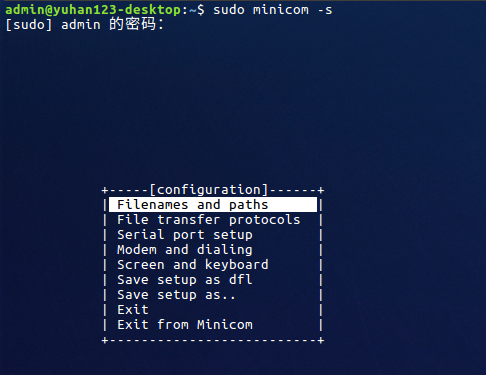 admin@yuhan123-desktop:~$ sudo minicom -s
[sudo] admin 的密码：
+-----[configuration]------+
| Filenames and paths      |
| File transfer protocols  |
| Serial port setup        |
| Modem and dialing        |
| Screen and keyboard      |
| Save setup as dfl        |
| Save setup as..          |
| Exit                     |
| Exit from Minicom        |
+--------------------------+